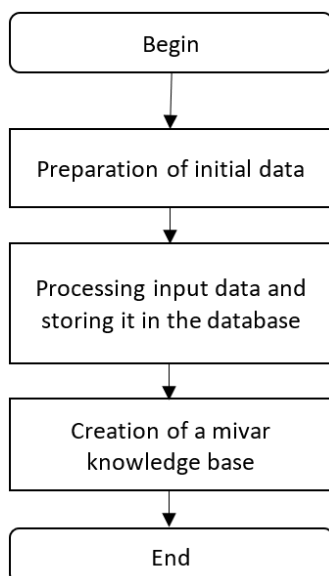 Begin
Preparation of initial data
Processing input data and
storing it in the database
Creation of a mivar
knowledge base
End